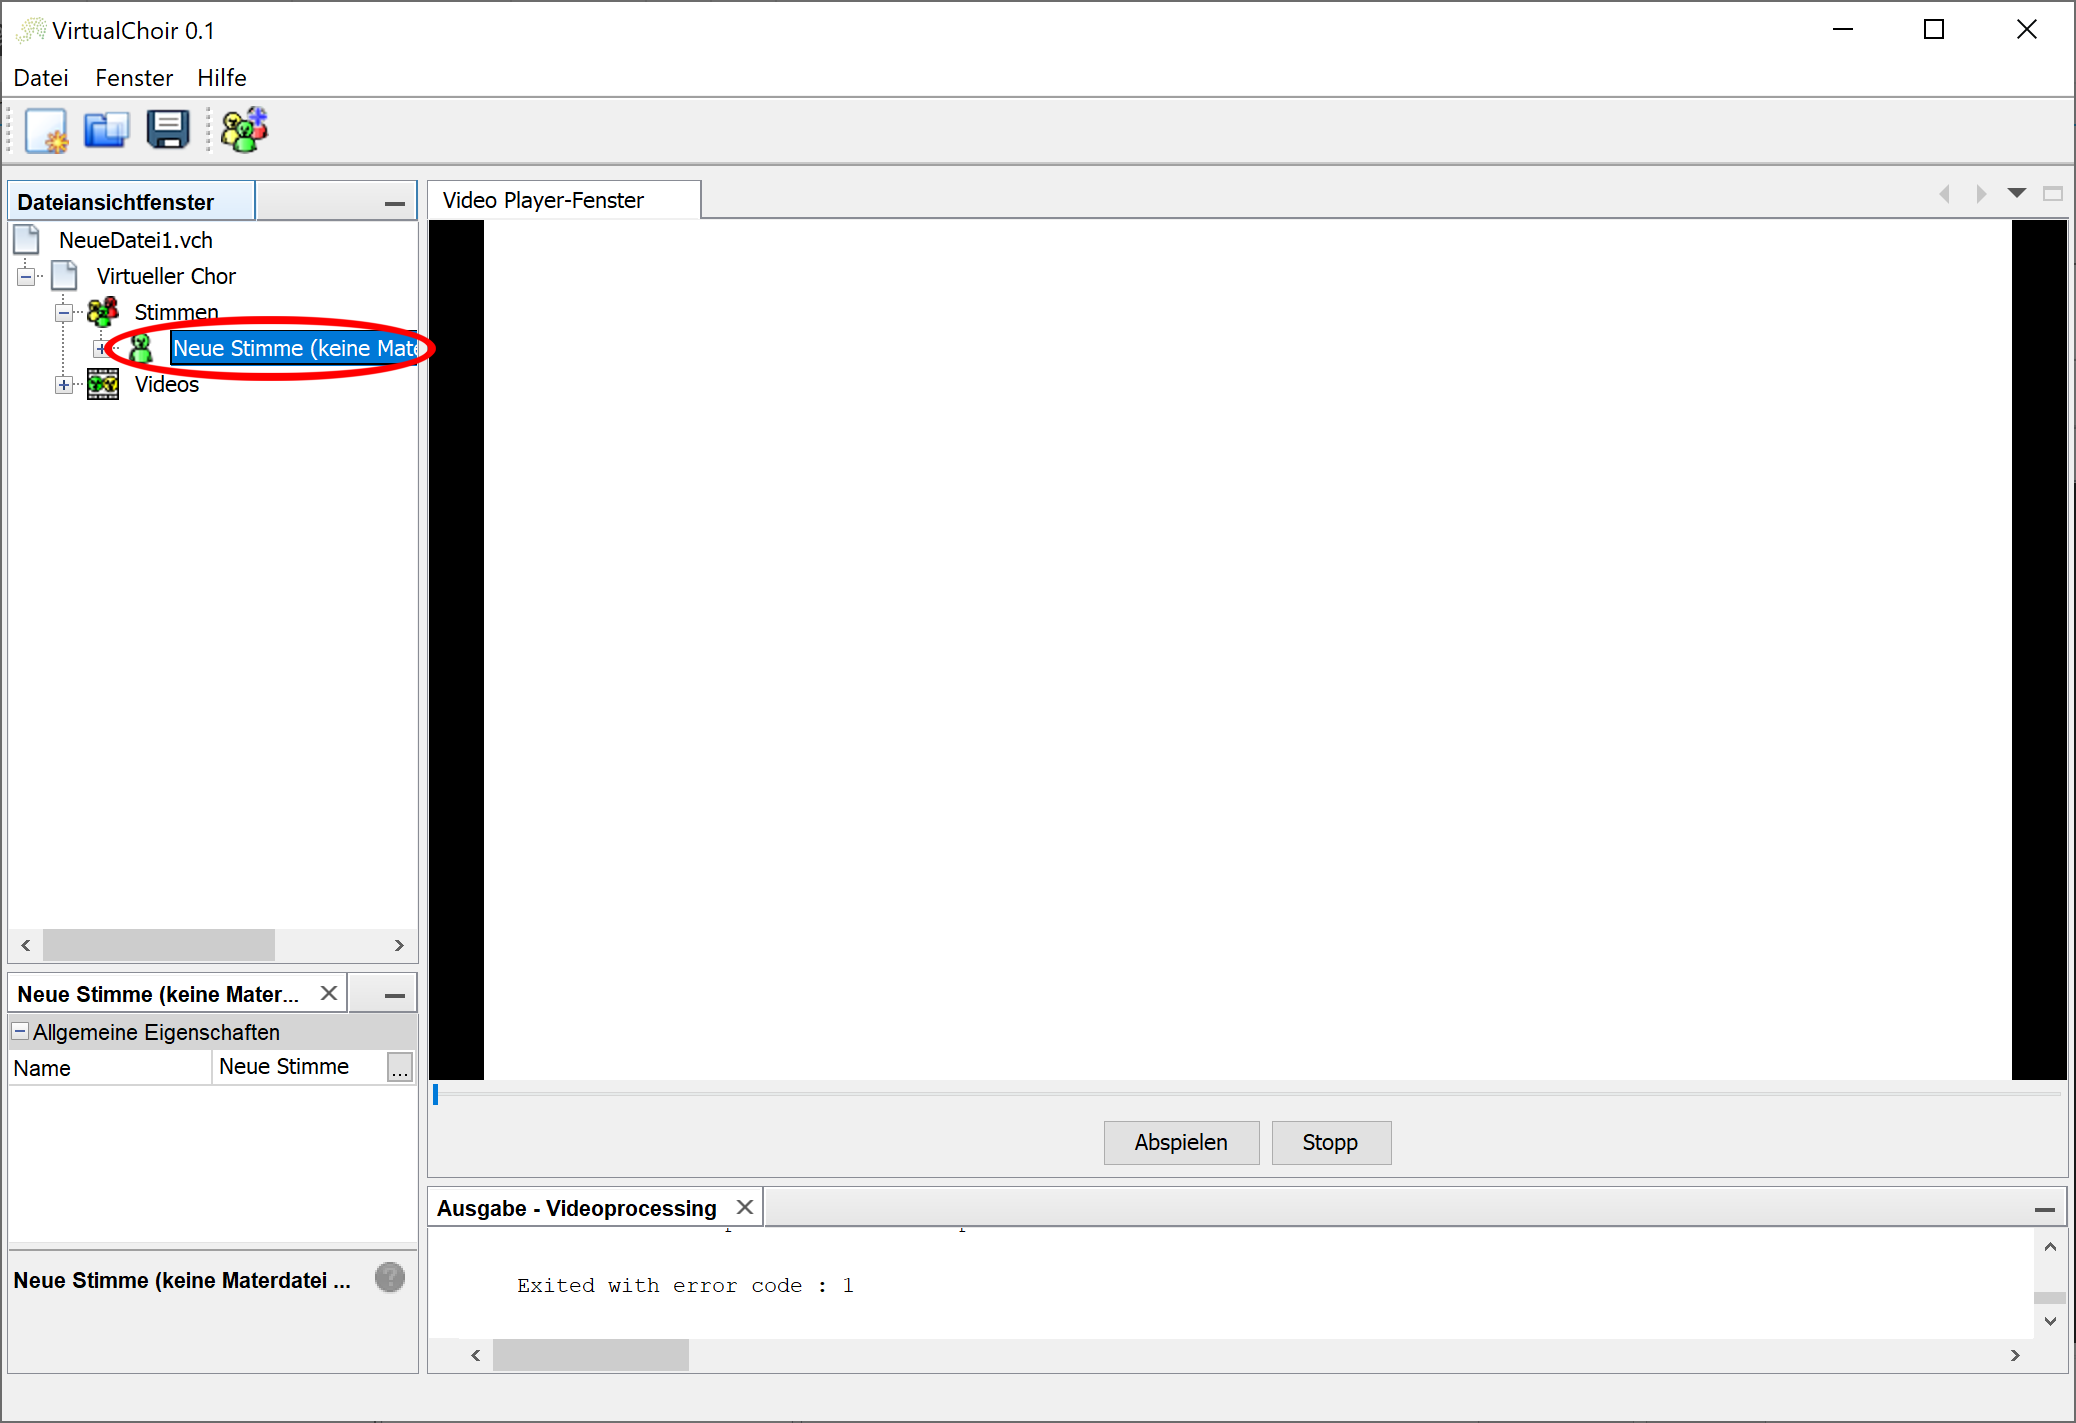 VirtualChoir 0.1
Datei Fenster Hilfe
Dateiansichtfenster
NeueDatei1.vch
Virtueller Chor
Stimmen
Neue Stimme (keine Mate
Videos
Video Player-Fenster
Neue Stimme (keine Mater...
Allgemeine Eigenschaften
Name Neue Stimme ...
Neue Stimme (keine Materdatei ...
?
Abspielen Stopp
Ausgabe - Videoprocessing
Exited with error code : 1